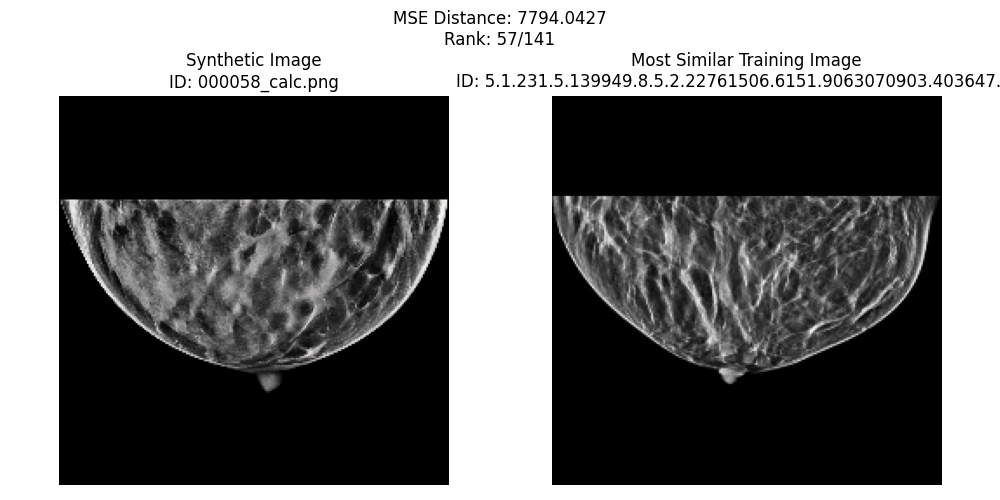 MSE Distance: 7794.0427
Rank: 57/141
Synthetic Image
ID: 000058_calc.png
Most Similar Training Image
ID: 5.1.231.5.139949.8.5.2.22761506.6151.9063070903.403647.